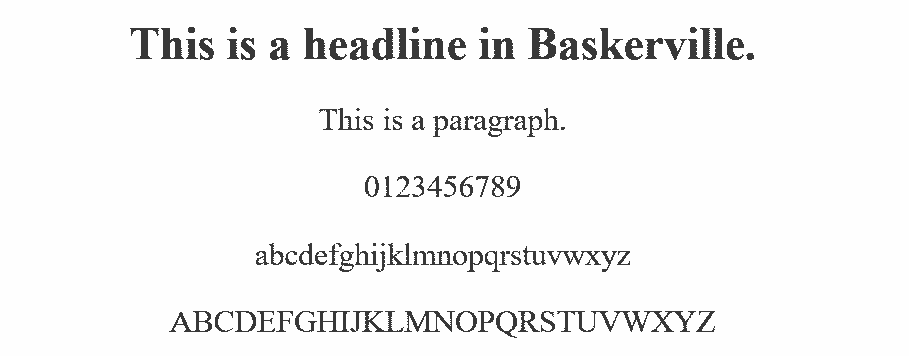 This is a headline in Baskerville.
This is a paragraph.
0123456789
abcdefghijklmnopqrstuvwxyz
ABCDEFGHIJKLMNOPQRSTUVWXYZ